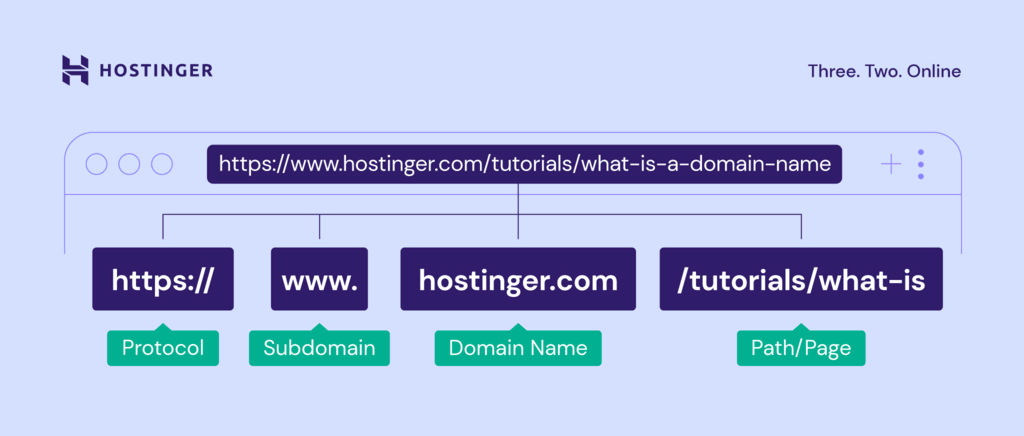 HOSTINGER
Three. Two. Online
https://www.hostinger.com/tutorials/what-is-a-domain-name
https://
www.
hostinger.com
/tutorials/what-is
Protocol
Subdomain
Domain Name
Path/Page